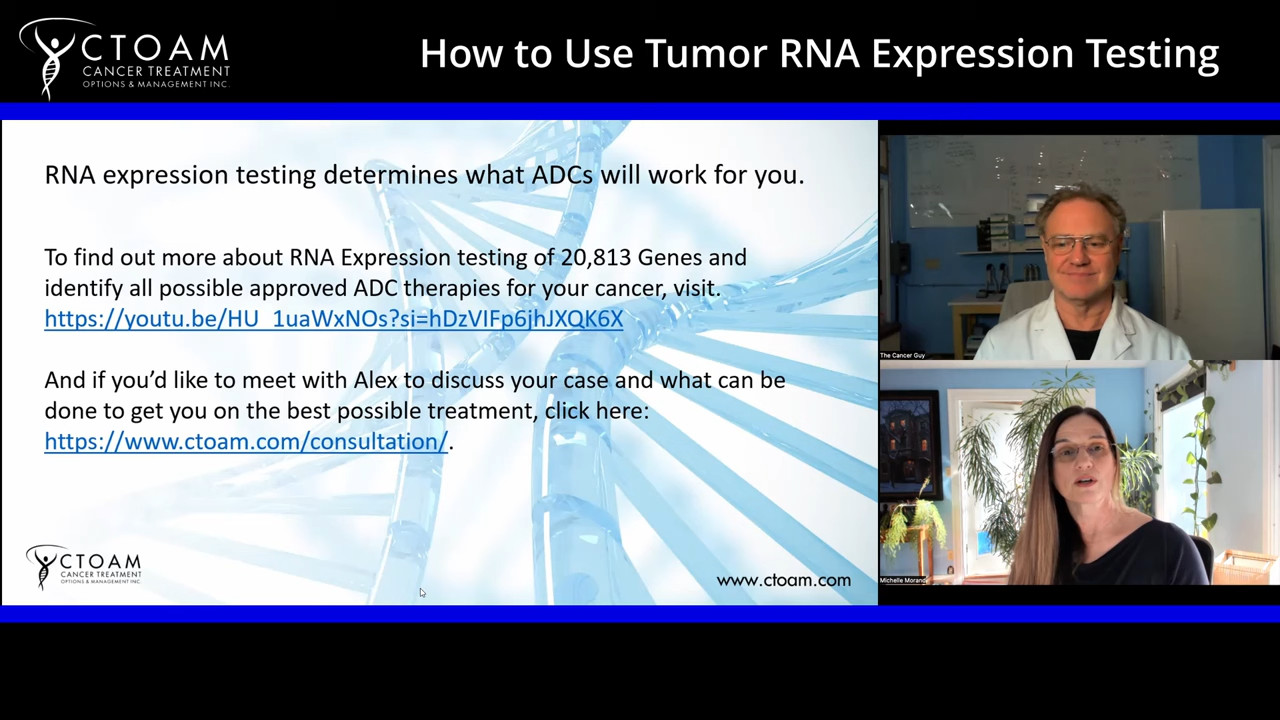 CTOAM
CANCER TREATMENT
OPTIONS & MANAGEMENT INC.
How to Use Tumor RNA Expression Testing
RNA expression testing determines what ADCs will work for you.
To find out more about RNA Expression testing of 20,813 Genes and
identify all possible approved ADC therapies for your cancer, visit.
https://youtu.be/HU_1uaWxNOs?si=hDzVIFp6jhJXQK6X
And if you’d like to meet with Alex to discuss your case and what can be
done to get you on the best possible treatment, click here:
https://www.ctoam.com/consultation/.
CTOAM
CANCER TREATMENT
OPTIONS & MANAGEMENT INC.
www.ctoam.com
The Cancer Guy
Michelle Morand